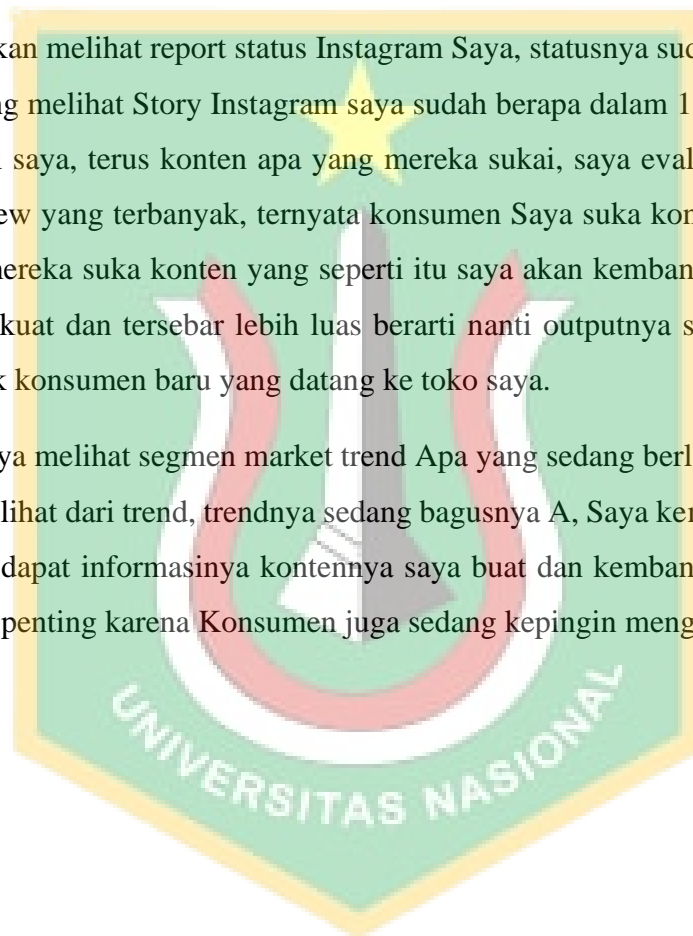 kan melihat report status Instagram Saya, statusnya suc
g melihat Story Instagram saya sudah berapa dalam 1
saya, terus konten apa yang mereka sukai, saya eval
ew yang terbanyak, ternyata konsumen Saya suka kon
nereka suka konten yang seperti itu saya akan kemban
kuat dan tersebar lebih luas berarti nanti outputnya s
k konsumen baru yang datang ke toko saya.
ya melihat segmen market trend Apa yang sedang berl
lihat dari trend, trendnya sedang bagusnya A, Saya ker
dapat informasinya kontennya saya buat dan kemban
penting karena Konsumen juga sedang kepingin meng
UNIVERSITAS NASIONAL